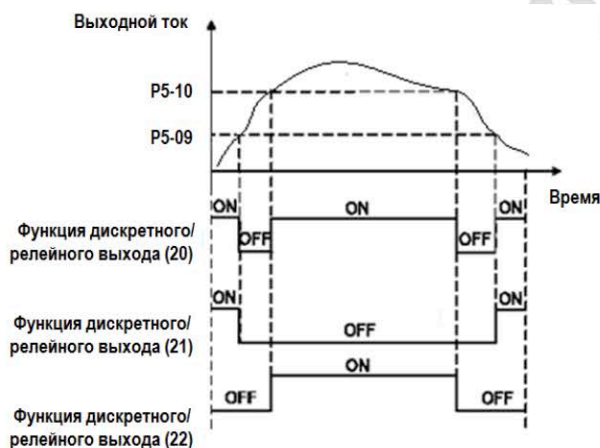 Выходной ток
P5-10
P5-09
Время
ON
ON
ON
Функция дискретного/
релейного выхода (20)
OFF
OFF
ON
ON
Функция дискретного/
релейного выхода (21)
OFF
ON
OFF
OFF
Функция дискретного/
релейного выхода (22)